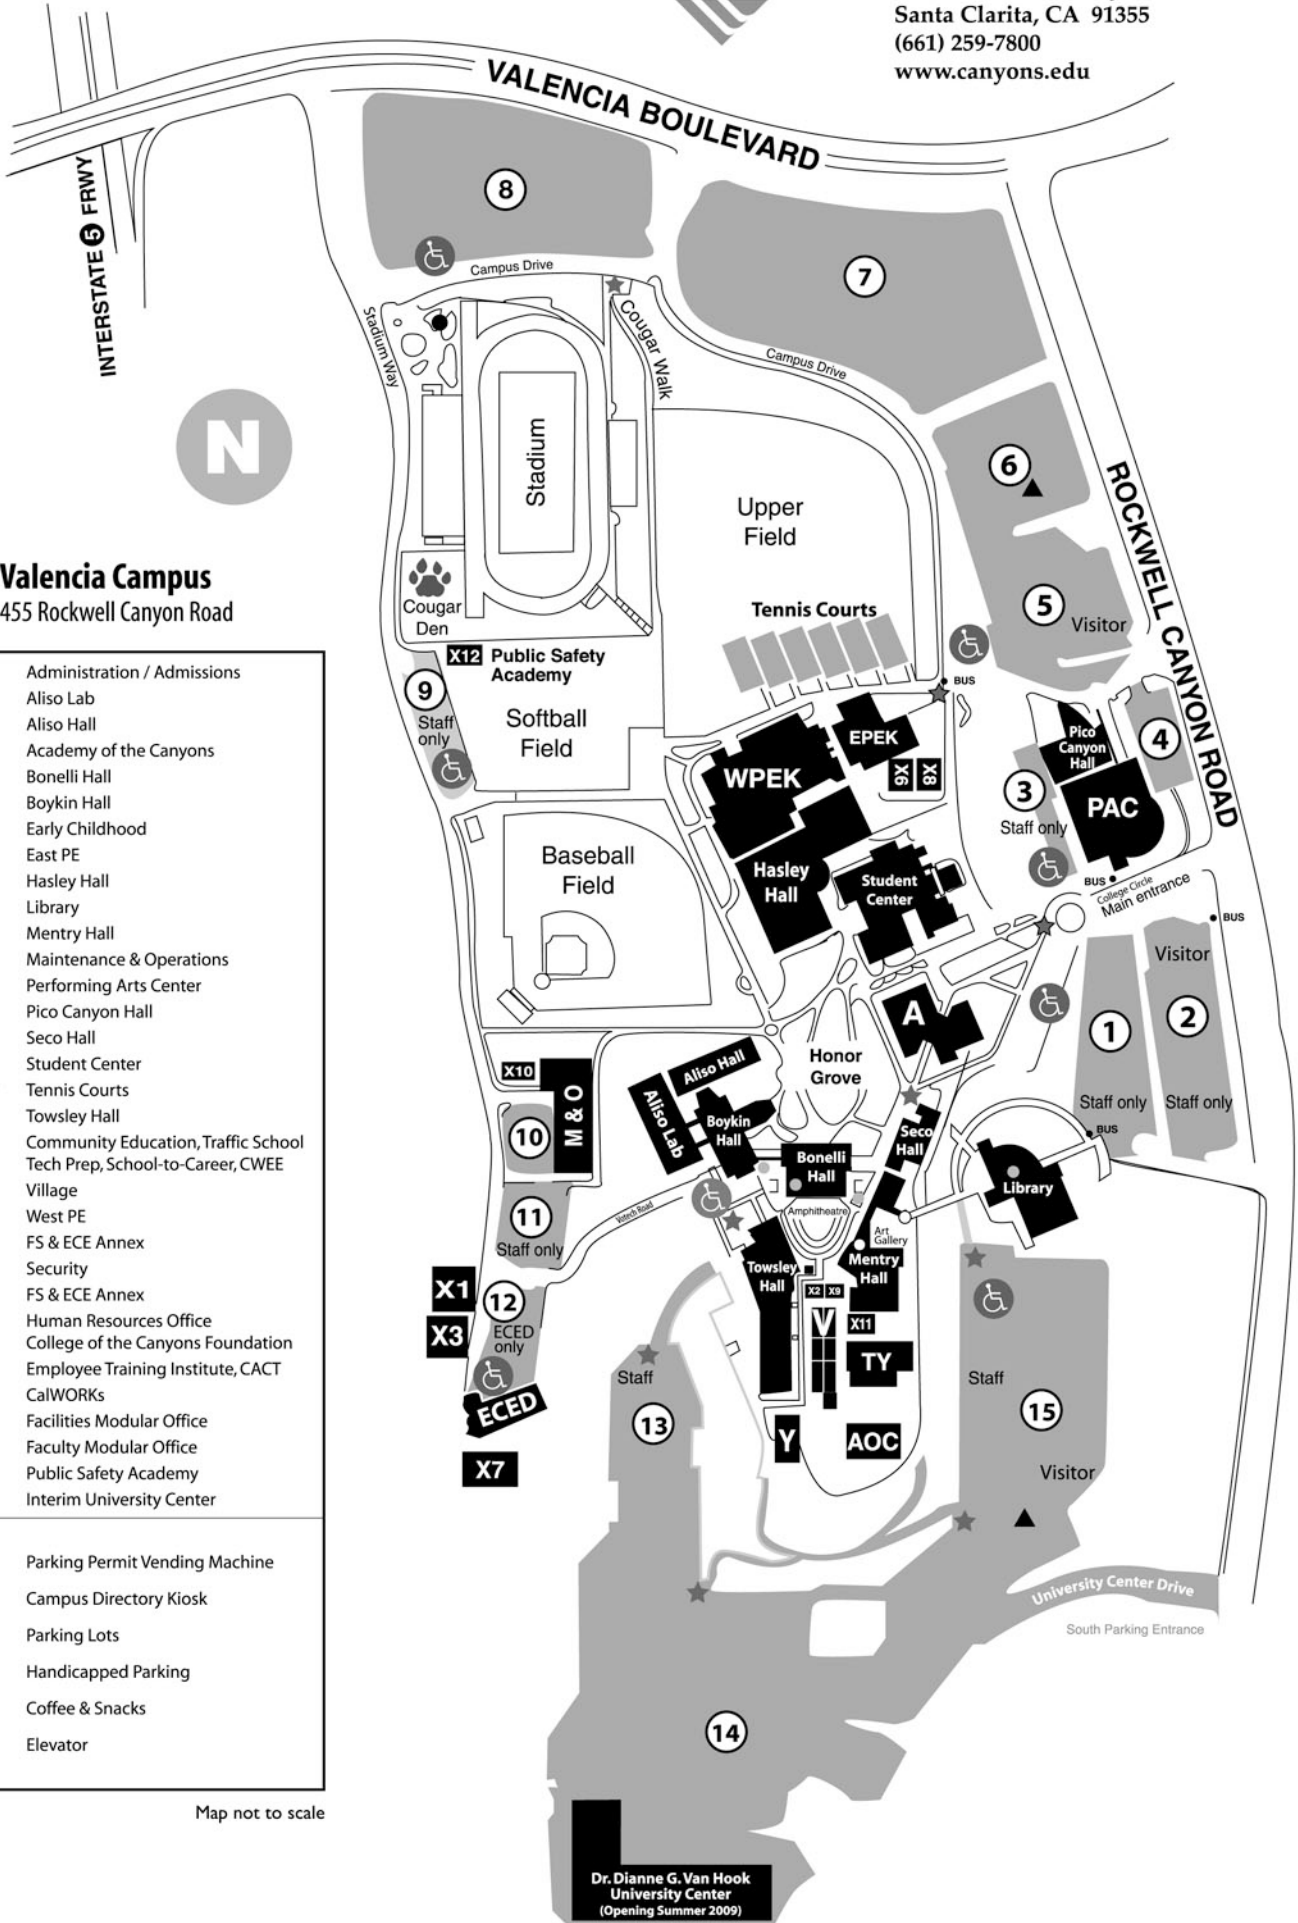 Santa Clarita, CA 91355
(661) 259-7800
www.canyons.edu
VALENCIA BOULEVARD
INTERSTATE 5 FRWY
8
Campus Drive
7
Stadium Way
Cougar Walk
Campus Drive
N
Stadium
6
ROCKWELL CANYON ROAD
Upper
Field
Valencia Campus
455 Rockwell Canyon Road
Cougar
Den
5
Visitor
Tennis Courts
X12 Public Safety
Academy
BUS
9
Staff
only
Softball
Field
EPEK
WPEK
X6
X8
Pico
Canyon
Hall
4
3
Staff only
PAC
Baseball
Field
Hasley
Hall
Student
Center
BUS
College Circle
Main entrance
BUS
Visitor
A
1
2
Honor
Grove
X10
M & O
Aliso Hall
Aliso Lab
Boykin
Hall
Staff only
Staff only
10
Seco
Hall
BUS
Bonelli
Hall
Library
11
Staff only
Votech Road
Amphitheatre
Art
Gallery
Mentry
Hall
Towsley
Hall
X1
12
X2
X9
X3
ECED
only
V
X11
TY
ECED
Staff
13
Staff
15
Y
AOC
X7
Visitor
University Center Drive
South Parking Entrance
14
Dr. Dianne G. Van Hook
University Center
(Opening Summer 2009)
Administration / Admissions
Aliso Lab
Aliso Hall
Academy of the Canyons
Bonelli Hall
Boykin Hall
Early Childhood
East PE
Hasley Hall
Library
Mentry Hall
Maintenance & Operations
Performing Arts Center
Pico Canyon Hall
Seco Hall
Student Center
Tennis Courts
Towsley Hall
Community Education, Traffic School
Tech Prep, School-to-Career, CWEE
Village
West PE
FS & ECE Annex
Security
FS & ECE Annex
Human Resources Office
College of the Canyons Foundation
Employee Training Institute, CACT
CalWORKs
Facilities Modular Office
Faculty Modular Office
Public Safety Academy
Interim University Center
Parking Permit Vending Machine
Campus Directory Kiosk
Parking Lots
Handicapped Parking
Coffee & Snacks
Elevator
Map not to scale